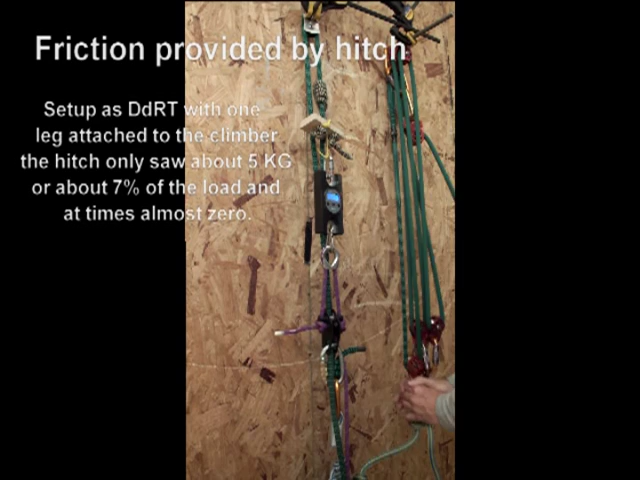 Friction provided by hitch
Setup as DdRT with one
leg attached to the climber
the hitch only saw about 5 KG
or about 7% of the load and
at times almost zero.